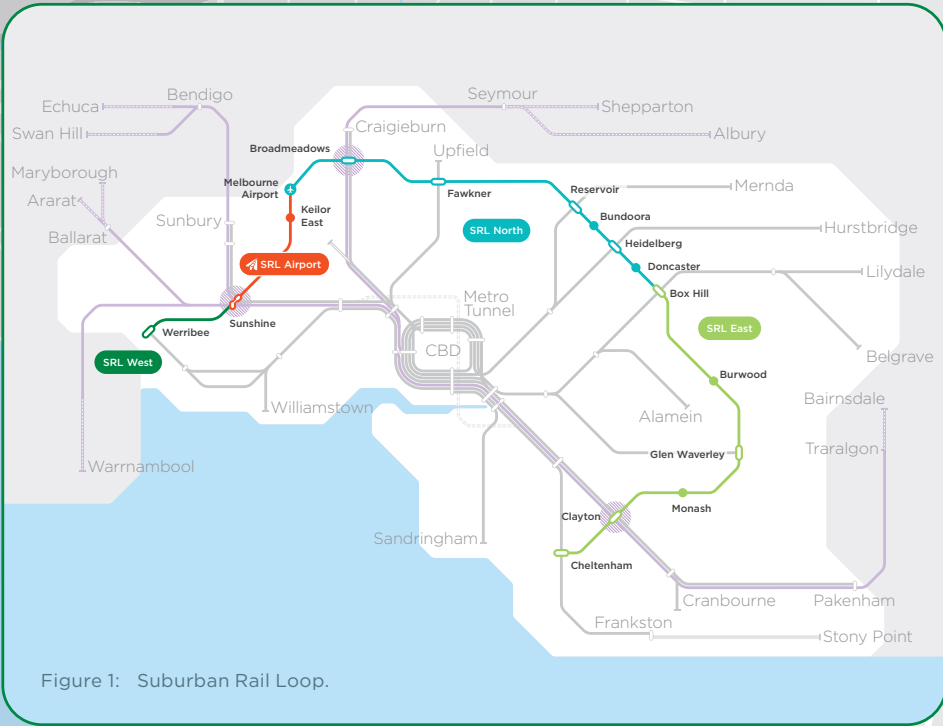 Bendigo
Seymour
Echuca
Shepparton
Swan Hill
Craigieburn
Albury
Broadmeadows
Upfield
Maryborough
Melbourne
Airport
Reservoir
Mernda
Ararat
Fawkner
Keilor
East
Bundoora
Sunbury
SRL North
Hurstbridge
Ballarat
Heidelberg
SRL Airport
Doncaster
Lilydale
Box Hill
Metro
Tunnel
Sunshine
Werribee
SRL East
CBD
SRL West
Belgrave
Burwood
Bairnsdale
Williamstown
Alamein
Traralgon
Glen Waverley
Warrnambool
Monash
Clayton
Sandringham
Cheltenham
Cranbourne
Pakenham
Frankston
Stony Point
Figure 1: Suburban Rail Loop.